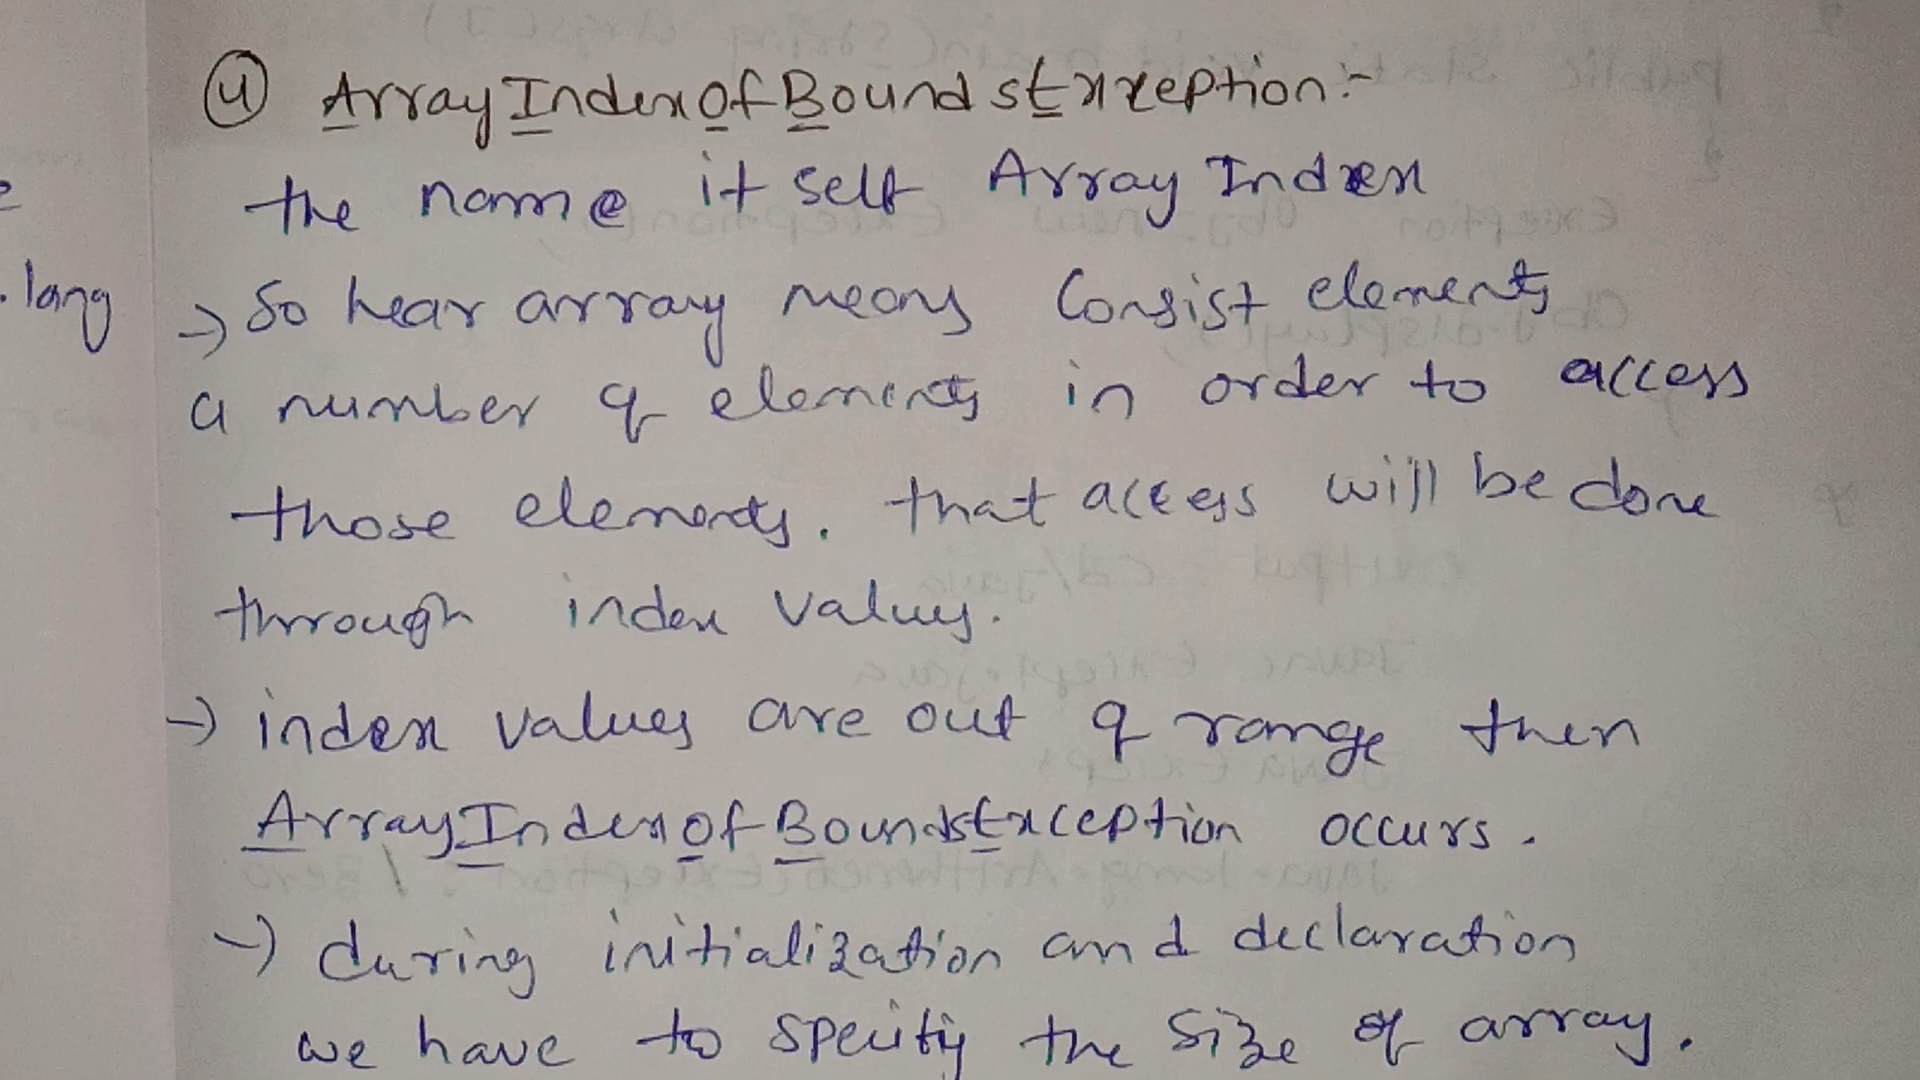 ④ ArrayIndexOfBoundsExxeption:-
the name it self Array Index
. lang
→ So hear array means Consist elements
a number of elements in order to access
those elements. that access will be done
through index values.
→ index values are out of range then
ArrayIndexOfBoundsException occurs.
→ during initialization and declaration
we have to specify the size of array.